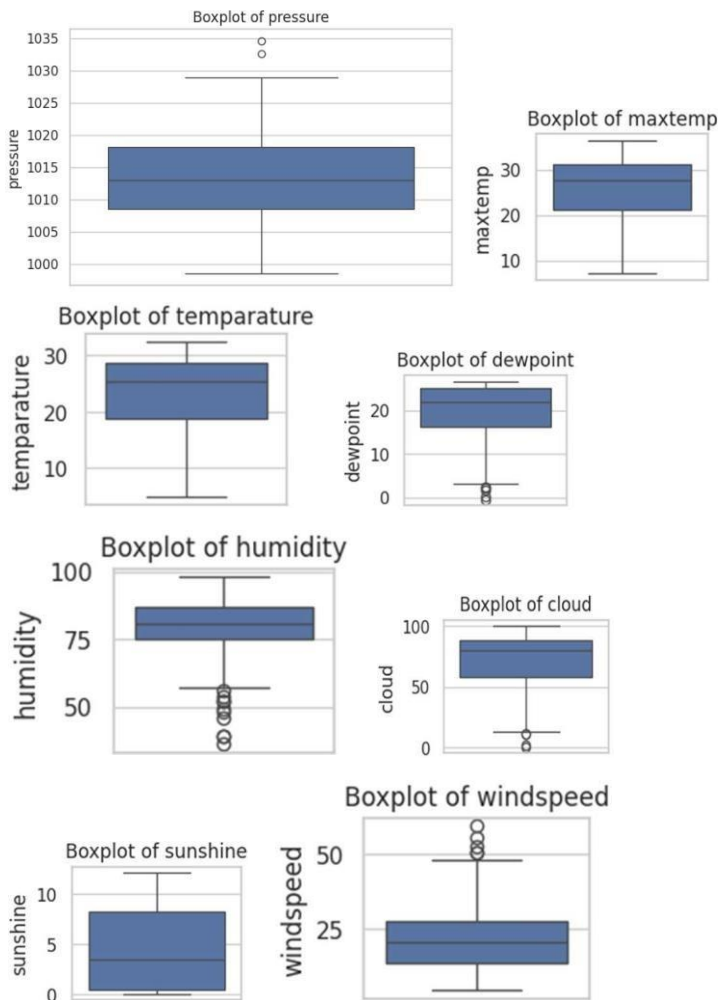 Boxplot of pressure
1035
1030
1025
1020
1015
1010
1005
1000
pressure
Boxplot of maxtemp
30
20
10
maxtemp
Boxplot of temparature
30
20
10
temparature
Boxplot of dewpoint
20
10
0
dewpoint
Boxplot of humidity
100
75
50
humidity
Boxplot of cloud
100
50
0
cloud
Boxplot of sunshine
10
5
0
sunshine
Boxplot of windspeed
50
25
windspeed